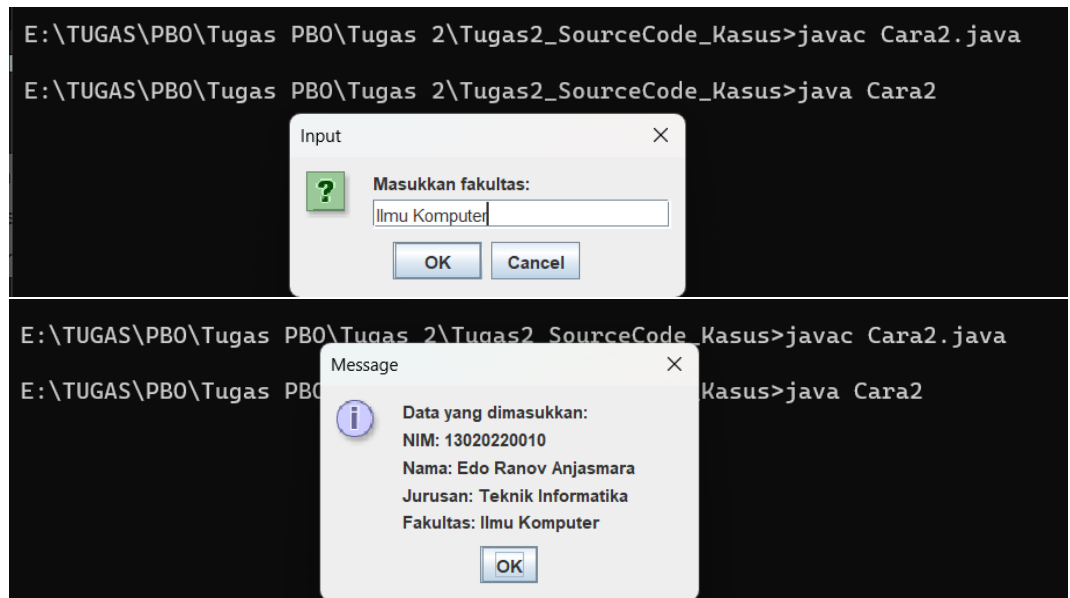 E:\TUGAS\PBO\Tugas PBO\Tugas 2\Tugas2_SourceCode_Kasus>javac Cara2.java
E:\TUGAS\PBO\Tugas PBO\Tugas 2\Tugas2_SourceCode_Kasus>java Cara2
Input
?
Masukkan fakultas:
Ilmu Komputer
OK Cancel
E:\TUGAS\PBO\Tugas PBO\Tugas 2\Tugas2_SourceCode_Kasus>javac Cara2.java
Message
E:\TUGAS\PBO\Tugas Kasus>java Cara2
i
Data yang dimasukkan:
NIM: 13020220010
Nama: Edo Ranov Anjasmara
Jurusan: Teknik Informatika
Fakultas: Ilmu Komputer
OK